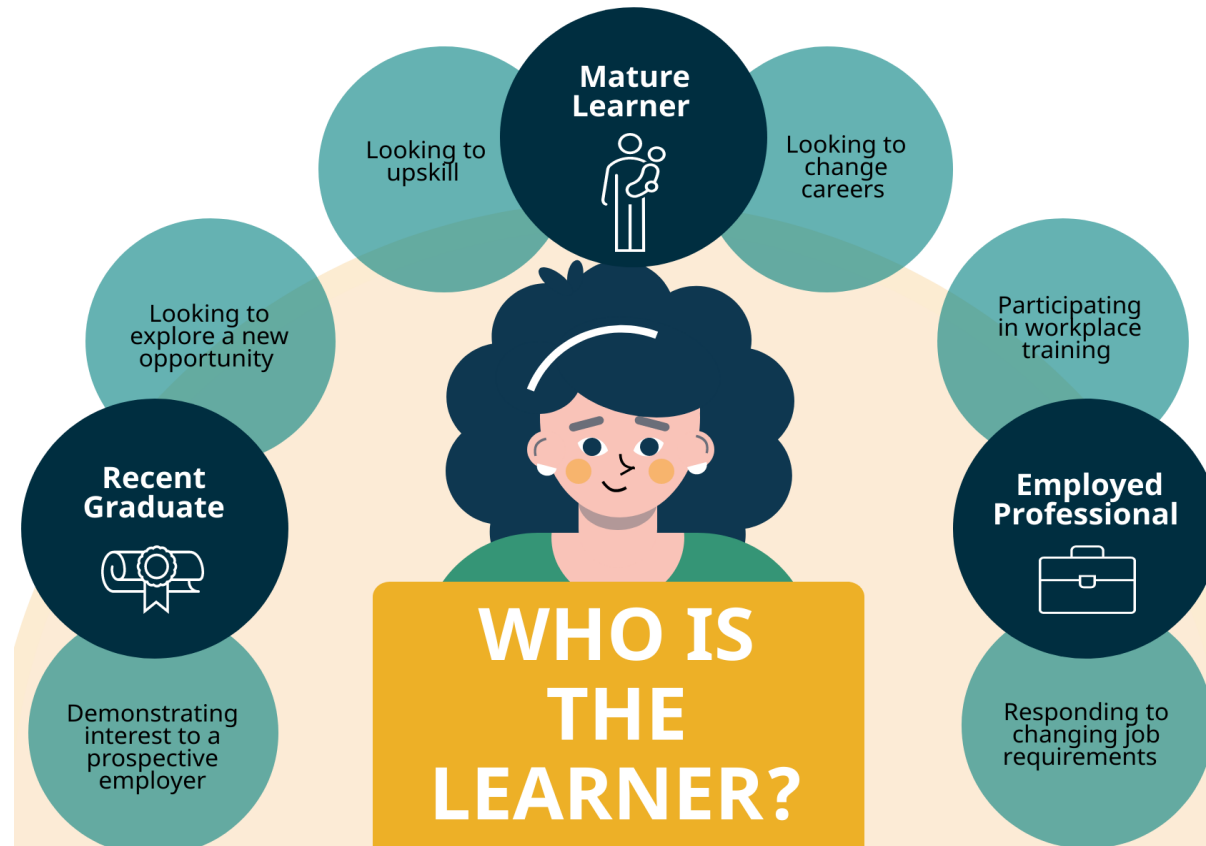 Mature
Learner
Looking to
upskill
Looking to
change
careers
Looking to
explore a new
opportunity
Participating
in workplace
training
Recent
Graduate
Employed
Professional
Demonstrating
interest to a
prospective
employer
Responding to
changing job
requirements
WHO IS
THE
LEARNER?